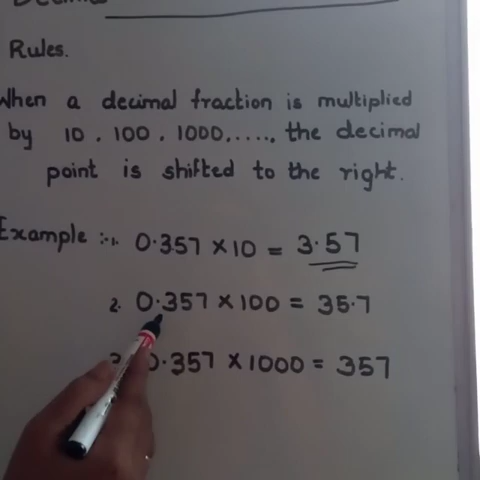 Rules.
When a decimal fraction is multiplied
by 10 . 100 . 1000,...., the decimal
point is shifted to the right.
Example :-1. 0.357 × 10 = 3.57
2. 0.357 × 100 = 35.7
0.357 × 1000 = 357